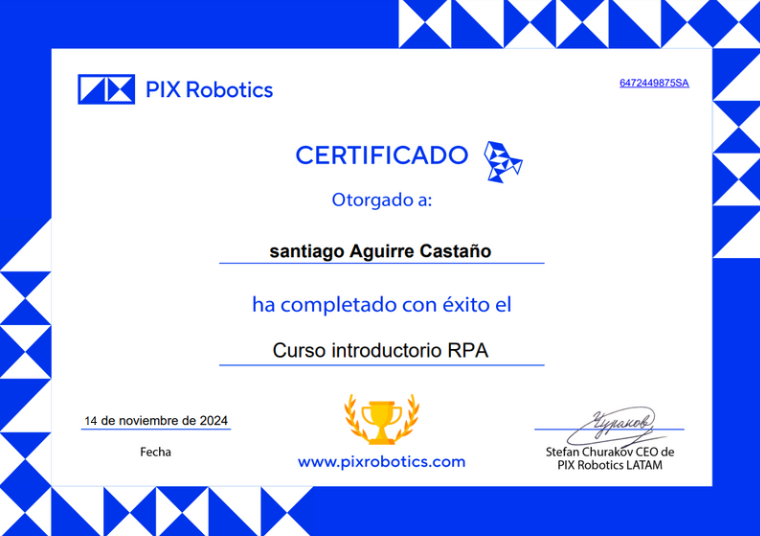 PIX Robotics
6472449875SA
CERTIFICADO
Otorgado a:
santiago Aguirre Castaño
ha completado con éxito el
Curso introductorio RPA
14 de noviembre de 2024
Fecha
www.pixrobotics.com
Чураков
Stefan Churakov CEO de
PIX Robotics LATAM